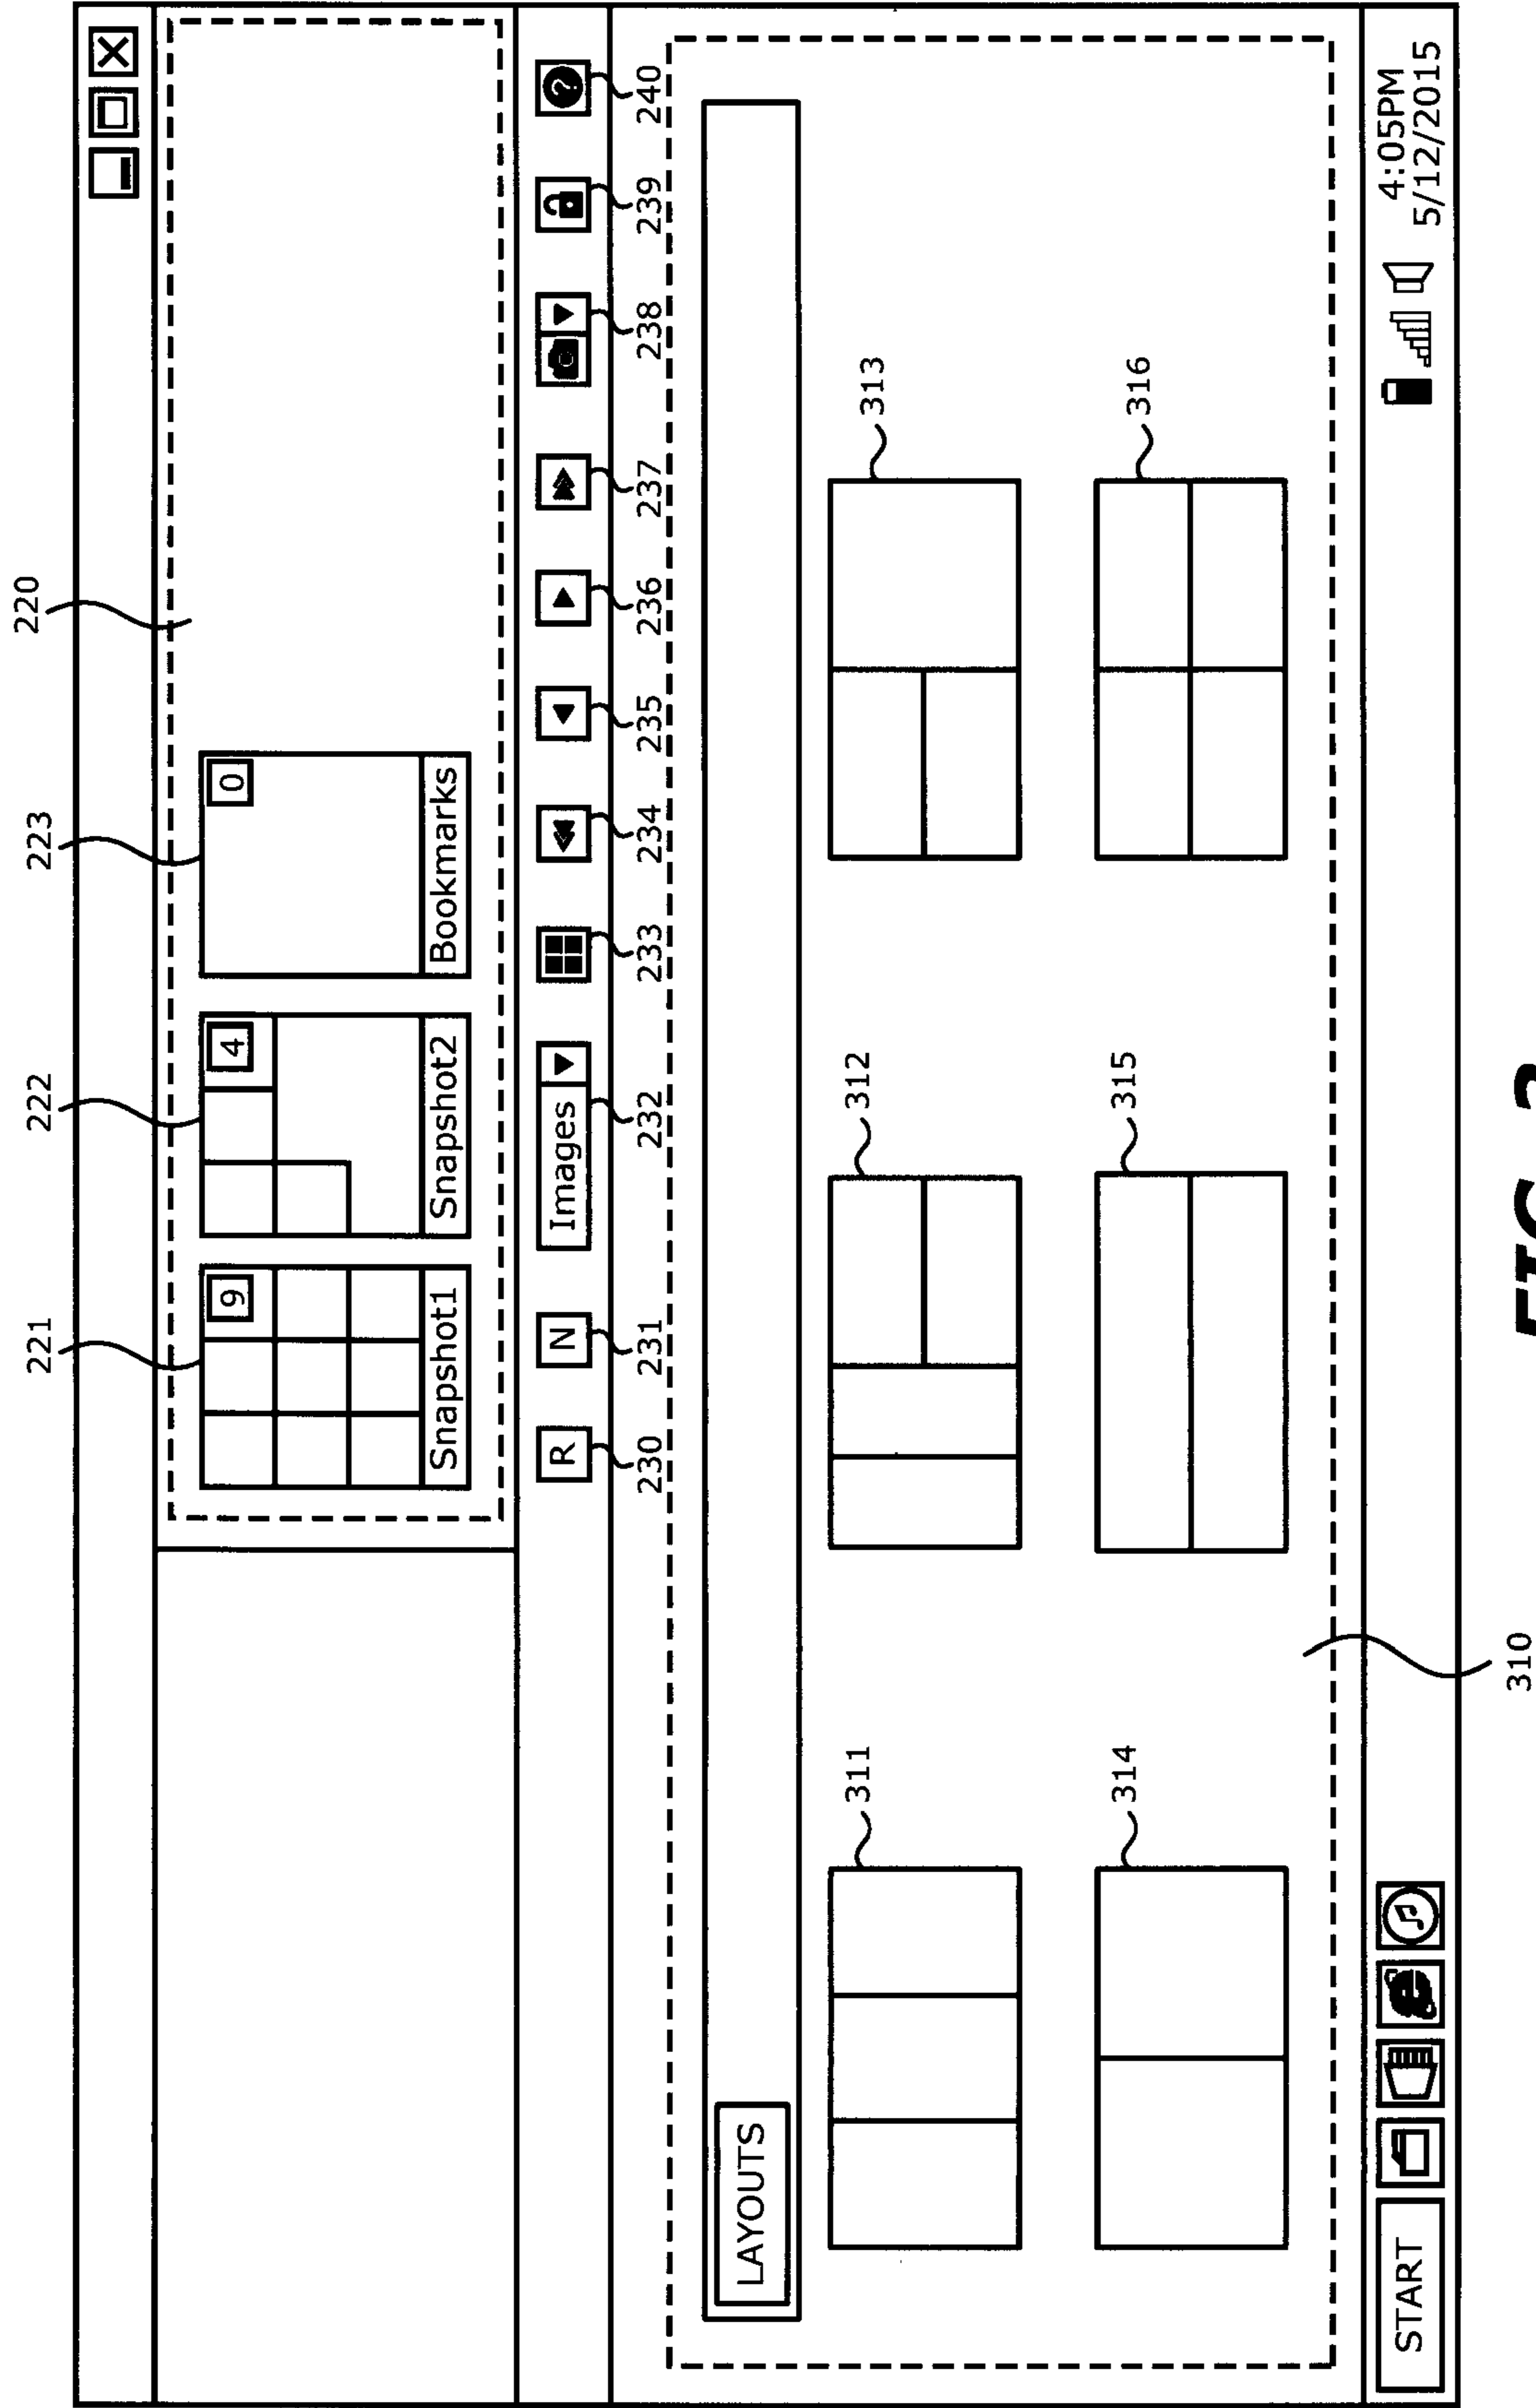 221 222 223 220
9 4 0
Snapshot1 Snapshot2 Bookmarks
R N Images ?
230 231 232 233 234 235 236 237 238 239 240
LAYOUTS
311 312 313
314 315 316
START e 4:05PM
5/12/2015
310
FIG.